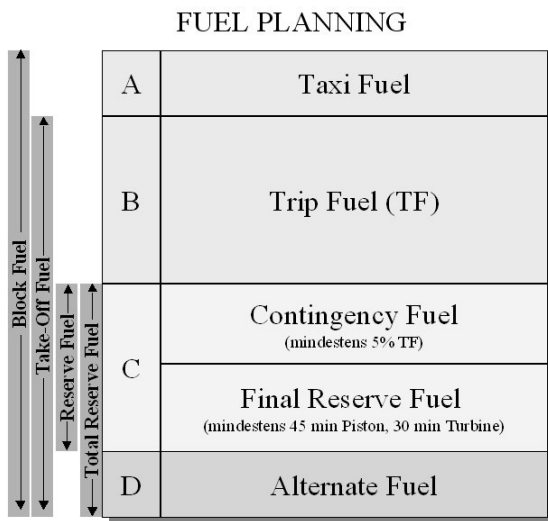 FUEL PLANNING
Block Fuel
Take-Off Fuel
Reserve Fuel
Total Reserve Fuel
A
Taxi Fuel
B
Trip Fuel (TF)
C
Contingency Fuel
(mindestens 5% TF)
Final Reserve Fuel
(mindestens 45 min Piston, 30 min Turbine)
D
Alternate Fuel